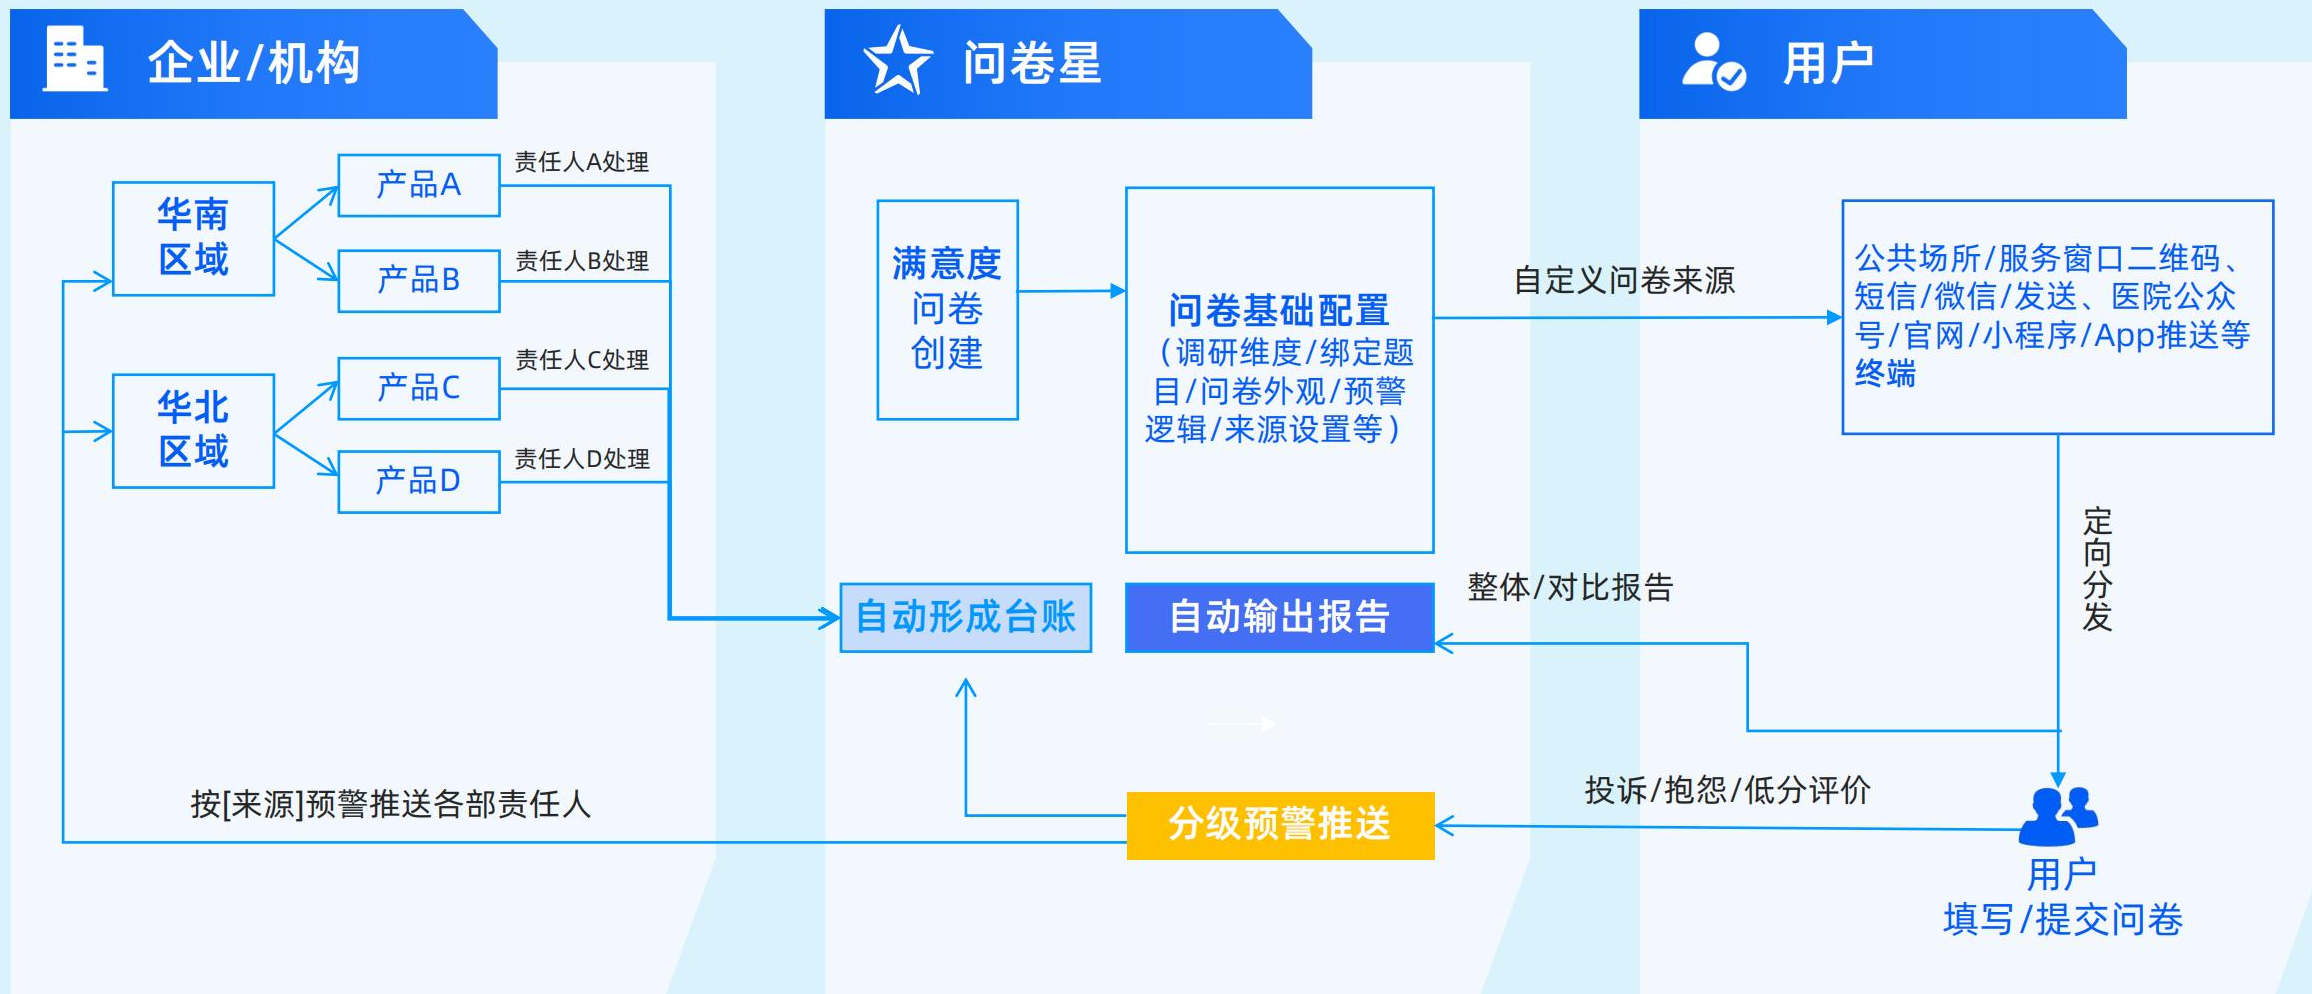 企业/机构
问卷星
用户
华南
区域
产品A
责任人A处理
产品B
责任人B处理
华北
区域
产品C
责任人C处理
产品D
责任人D处理
按[来源]预警推送各部责任人
满意度
问卷
创建
问卷基础配置
（调研维度/绑定题
目/问卷外观/预警
逻辑/来源设置等）
自动形成台账
自动输出报告
分级预警推送
自定义问卷来源
整体/对比报告
投诉/抱怨/低分评价
公共场所/服务窗口二维码、
短信/微信/发送、医院公众
号/官网/小程序/App推送等
终端
定向分发
用户
填写/提交问卷